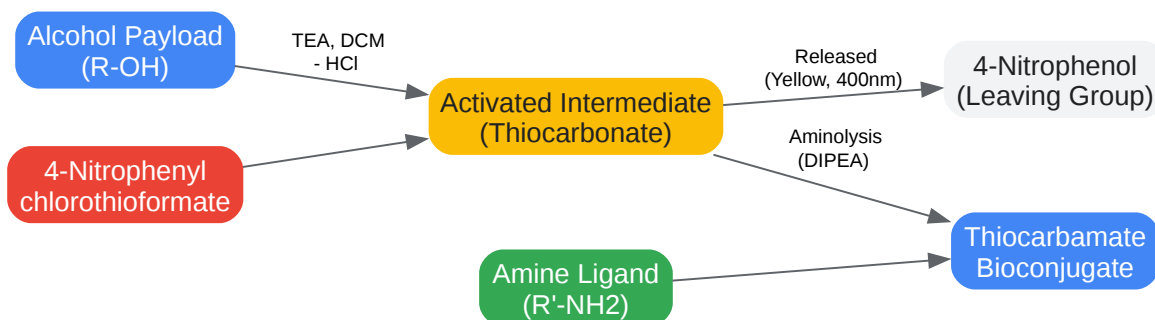 Alcohol Payload
(R-OH)
TEA, DCM
- HCl
4-Nitrophenyl
chlorothioformate
Activated Intermediate
(Thiocarbonate)
Released
(Yellow, 400nm)
4-Nitrophenol
(Leaving Group)
Aminolysis
(DIPEA)
Amine Ligand
(R'-NH2)
Thiocarbamate
Bioconjugate